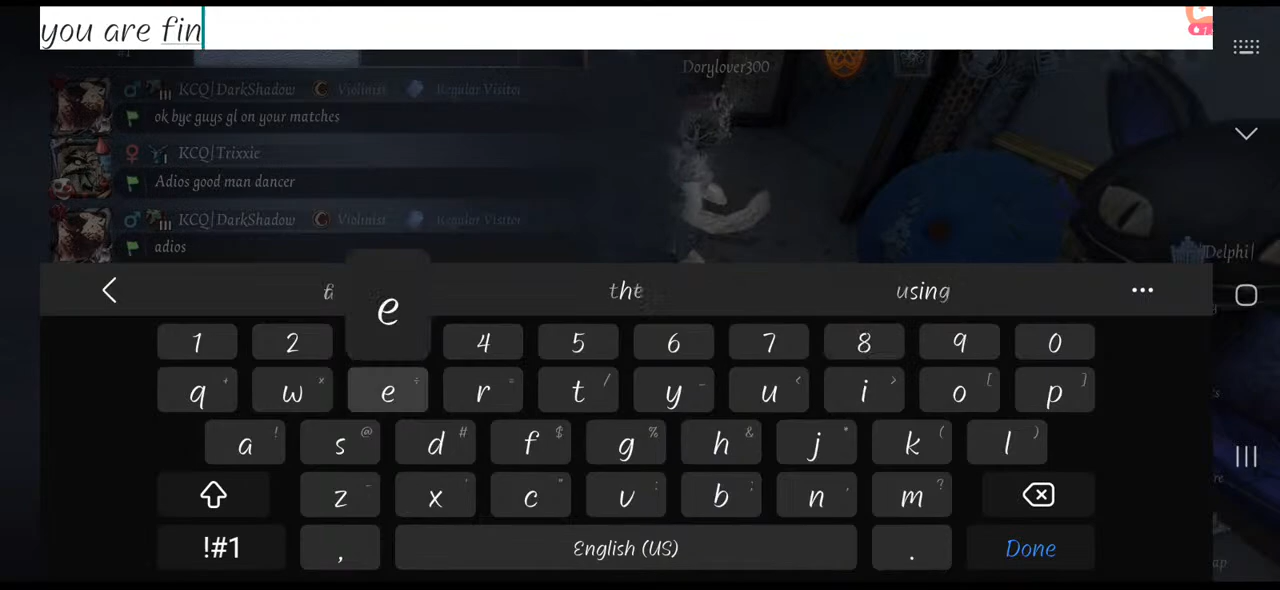 you are fin
#1
Dorylover300
KCQ|DarkShadow Violinist Regular Visitor
ok bye guys gl on your matches
KCQ|Trixxie
Adios good man dancer
KCQ|DarkShadow Violinist Regular Visitor
adios
Delphi|
e
the using
1 2 4 5 6 7 8 9 0
q + w × e ÷ r = t / y _ u < i > o [ p ]
a ! s @ d # f $ g % h & j * k ( l )
z - x ' c " v : b ; n , m ?
!#1 , English (US) . Done